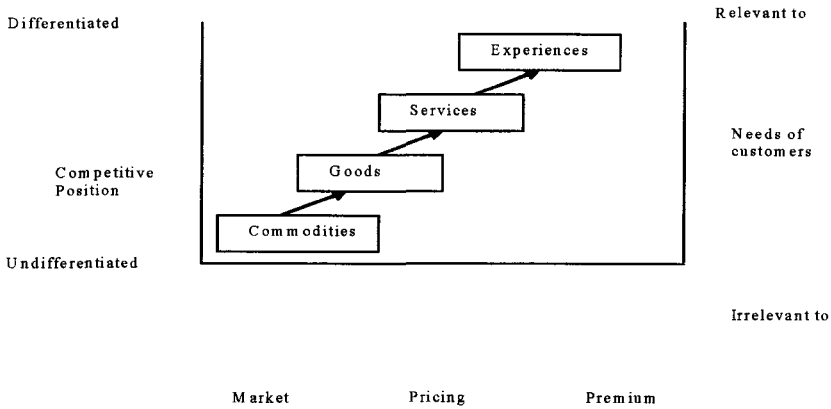 Differentiated
Relevant to
Experiences
Services
Needs of
customers
Competitive
Position
Goods
Commodities
Undifferentiated
Irrelevant to
Market Pricing Premium